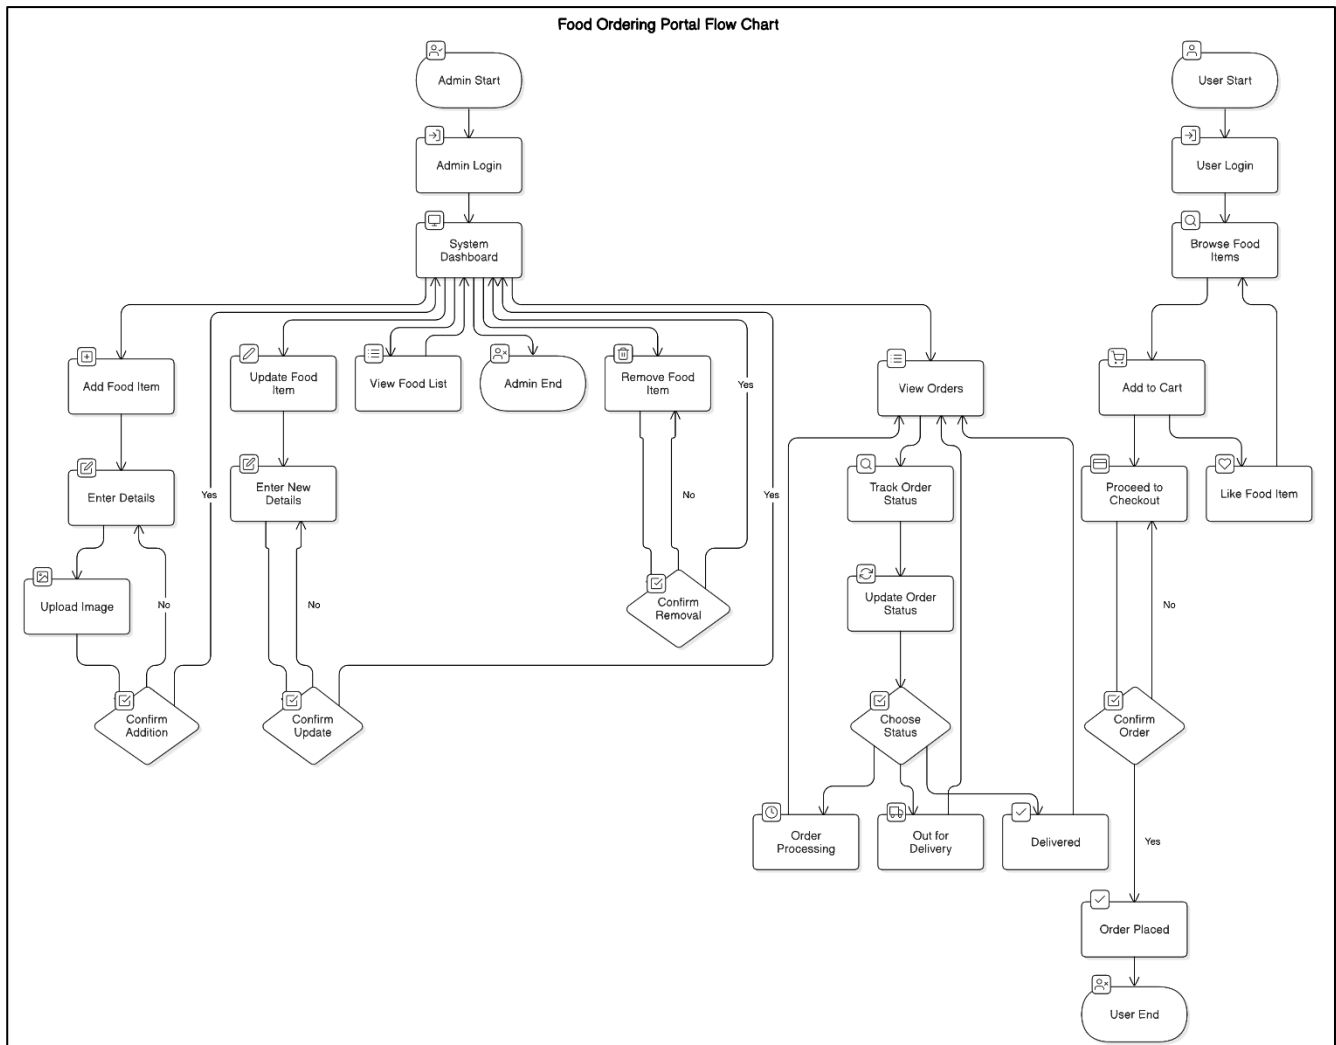 Food Ordering Portal Flow Chart
Admin Start
User Start
Admin Login
User Login
System
Dashboard
Browse Food
Items
Add Food Item
Update Food
Item
View Food List
Admin End
Remove Food
Item
Yes
View Orders
Add to Cart
Enter Details
Yes
Enter New
Details
No
Yes
Track Order
Status
Proceed to
Checkout
Like Food Item
Upload Image
No
No
Confirm
Removal
Update Order
Status
No
Confirm
Addition
Confirm
Update
Choose
Status
Confirm
Order
Order
Processing
Out for
Delivery
Delivered
Yes
Order Placed
User End